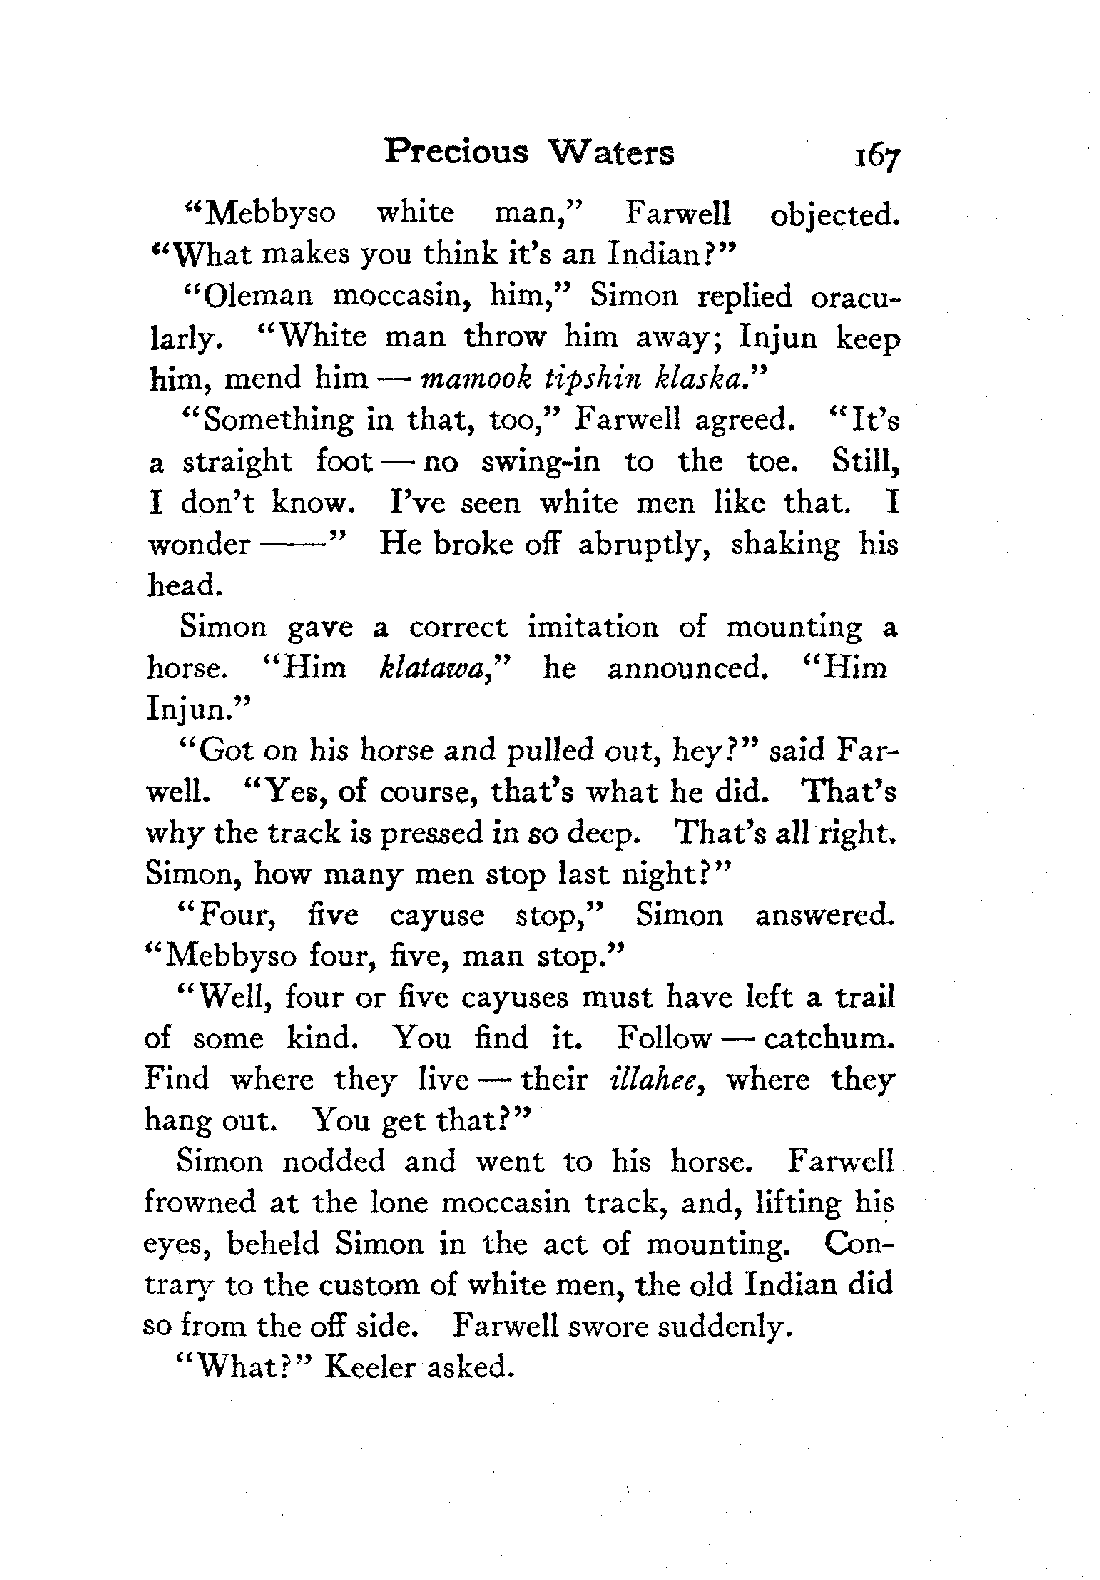 Precious Waters 167
“Mebbyso white man,” Farwell objected.
“What makes you think it’s an Indian?”
“Oleman moccasin, him,” Simon replied oracu-
larly. “White man throw him away; Injun keep
him, mend him — mamook tipshin klaska.”
“Something in that, too,” Farwell agreed. “It’s
a straight foot — no swing-in to the toe. Still,
I don’t know. I’ve seen white men like that. I
wonder ——” He broke off abruptly, shaking his
head.
Simon gave a correct imitation of mounting a
horse. “Him klatawa,” he announced. “Him
Injun.”
“Got on his horse and pulled out, hey?” said Far-
well. “Yes, of course, that’s what he did. That’s
why the track is pressed in so deep. That’s all right.
Simon, how many men stop last night?”
“Four, five cayuse stop,” Simon answered.
“Mebbyso four, five, man stop.”
“Well, four or five cayuses must have left a trail
of some kind. You find it. Follow — catchum.
Find where they live — their illahee, where they
hang out. You get that?”
Simon nodded and went to his horse. Farwell
frowned at the lone moccasin track, and, lifting his
eyes, beheld Simon in the act of mounting. Con-
trary to the custom of white men, the old Indian did
so from the off side. Farwell swore suddenly.
“What?” Keeler asked.